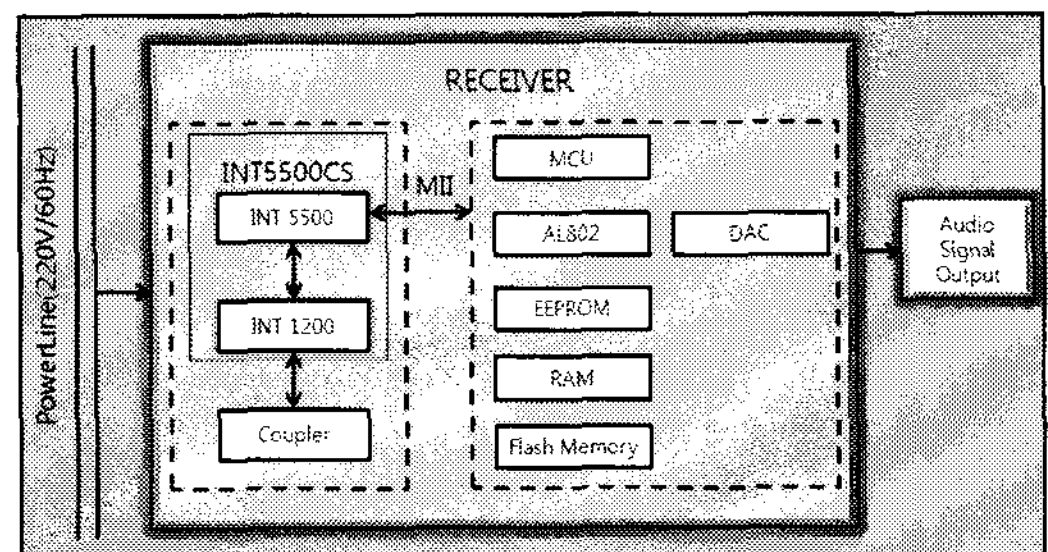 RECEIVER
PowerLine(220V/60Hz)
INT5500CS
INT 5500
INT 1200
Coupler
MII
MCU
AL802
DAC
EEPROM
RAM
Flash Memory
Audio
Signal
Output